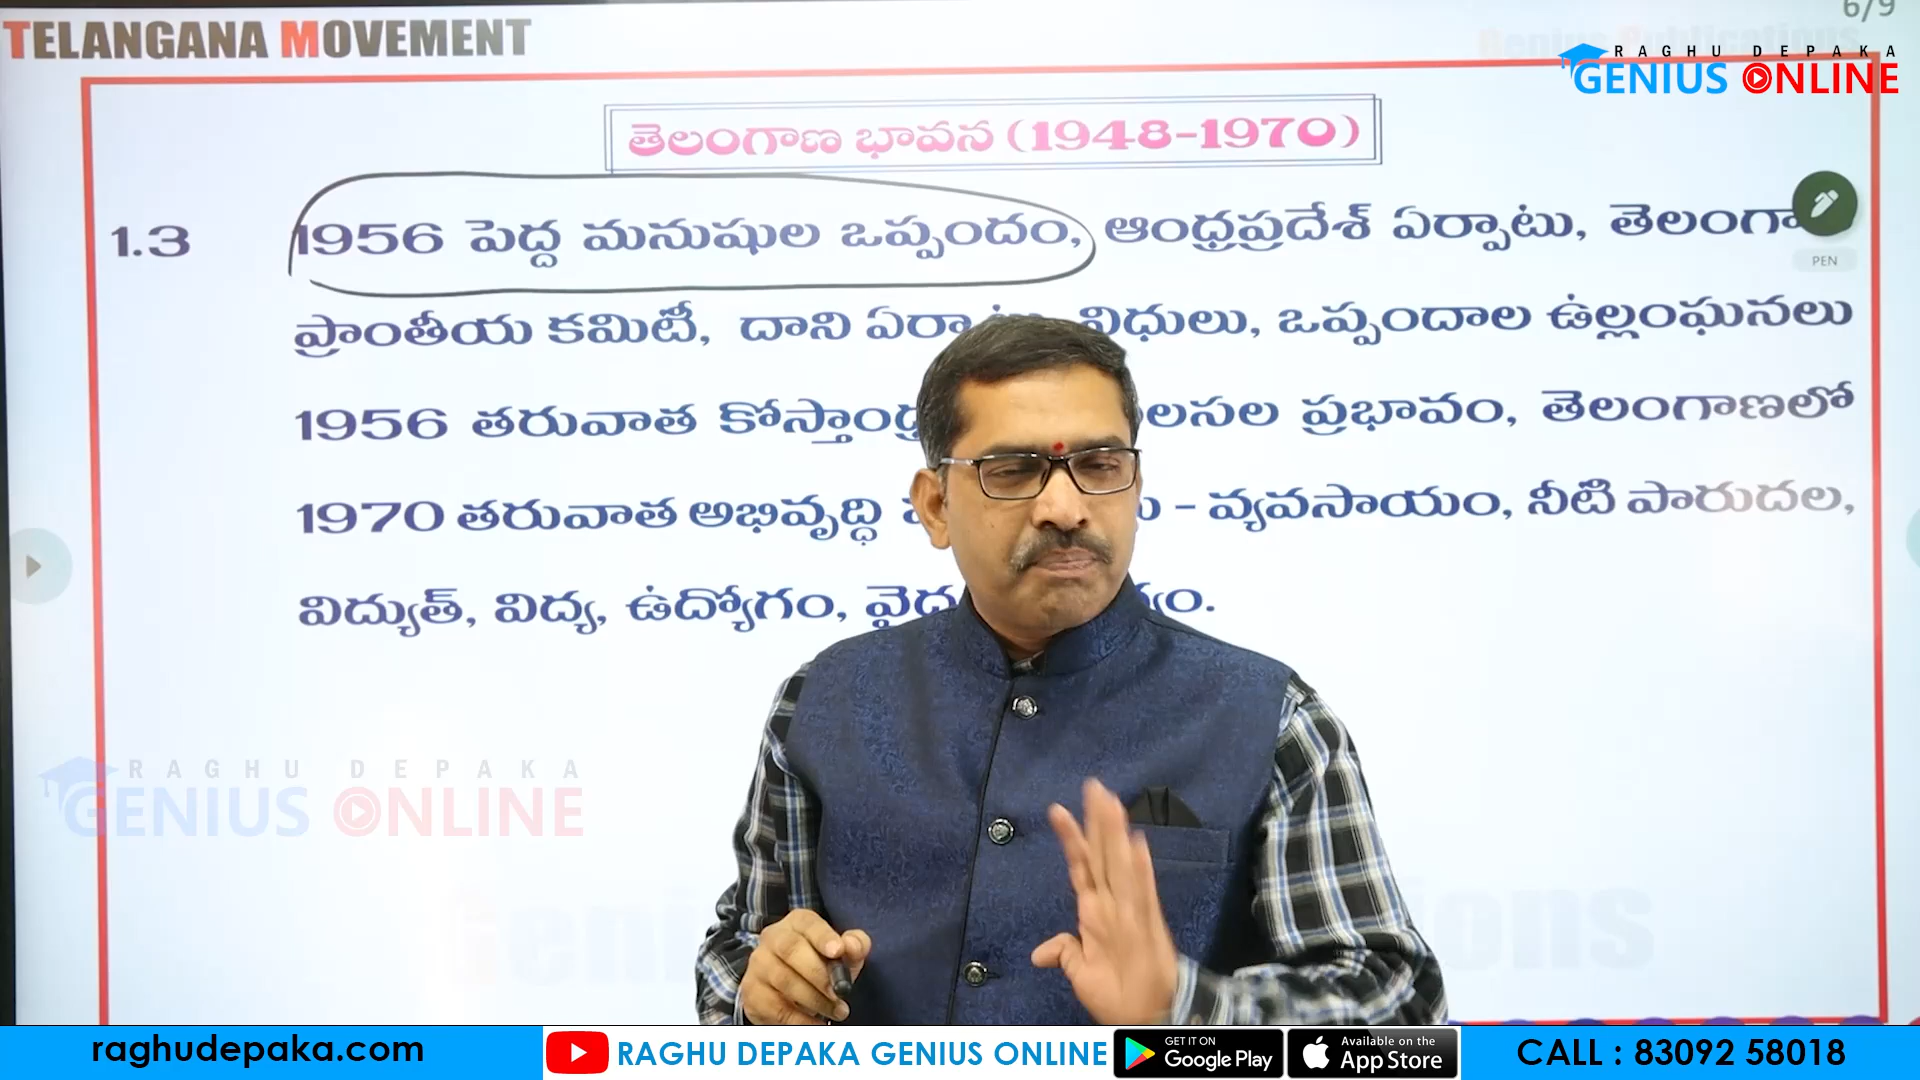 6/9
TELANGANA MOVEMENT
RAGHU DEPAKA
GENIUS ONLINE
తెలంగాణ భావన (1948-1970)
1.3 1956 పెద్ద మనుషుల ఒప్పందం, ఆంధ్రప్రదేశ్ ఏర్పాటు,
PEN
ప్రాంతీయ కమిటీ, దాని విధులు, ఒప్పందాల ఉల్లంఘనలు
1956 తరువాత ప్రభావం, తెలంగాణలో
1970 తరువాత అభివృద్ధి - వ్యవసాయం, నీటి పారుదల,
విద్యుత్, విద్య, ఉద్యోగం,
RAGHU DEPAKA
GENIUS ONLINE
raghudepaka.com RAGHU DEPAKA GENIUS ONLINE GET IT ON Google Play Available on the App Store CALL : 83092 58018